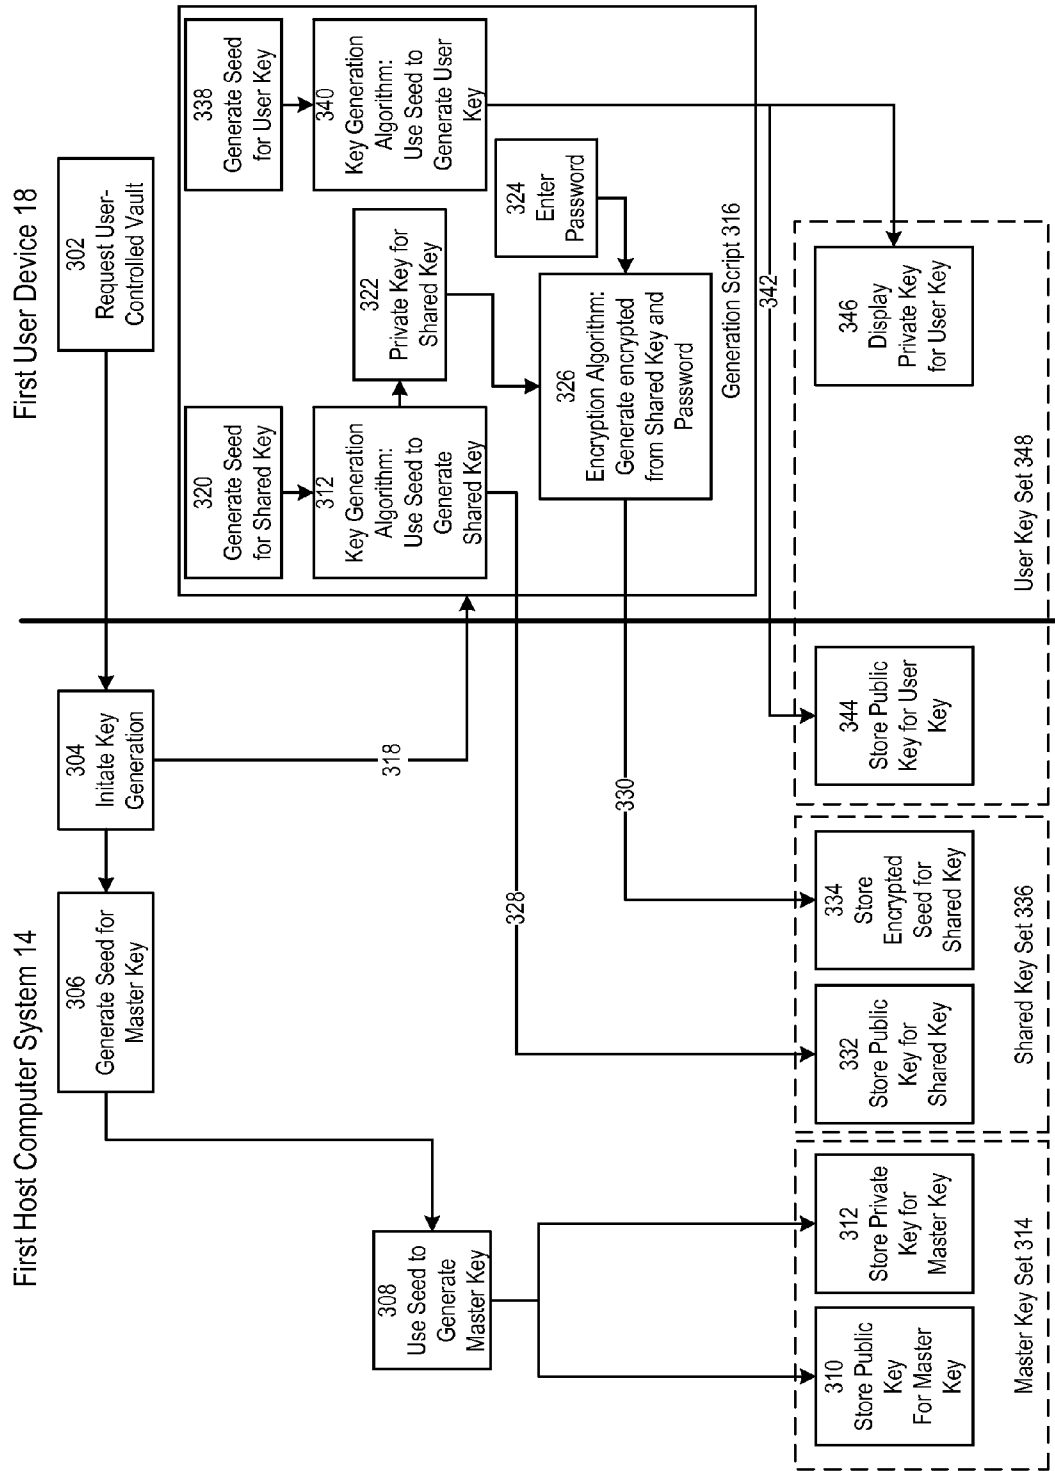 First Host Computer System 14
First User Device 18
306
Generate Seed for
Master Key
304
Initate Key
Generation
302
Request User-
Controlled Vault
318
320
Generate Seed
for Shared Key
338
Generate Seed
for User Key
312
Key Generation
Algorithm:
Use Seed to
Generate
Shared Key
340
Key Generation
Algorithm:
Use Seed to
Generate User
Key
322
Private Key for
Shared Key
324
Enter
Password
326
Encryption Algorithm:
Generate encrypted
from Shared Key and
Password
Generation Script 316
308
Use Seed to
Generate
Master Key
328
330
342
310
Store Public
Key
For Master
Key
312
Store Private
Key for
Master Key
332
Store Public
Key for
Shared Key
334
Store
Encrypted
Seed for
Shared Key
344
Store Public
Key for User
Key
346
Display
Private Key
for User Key
Master Key Set 314
Shared Key Set 336
User Key Set 348